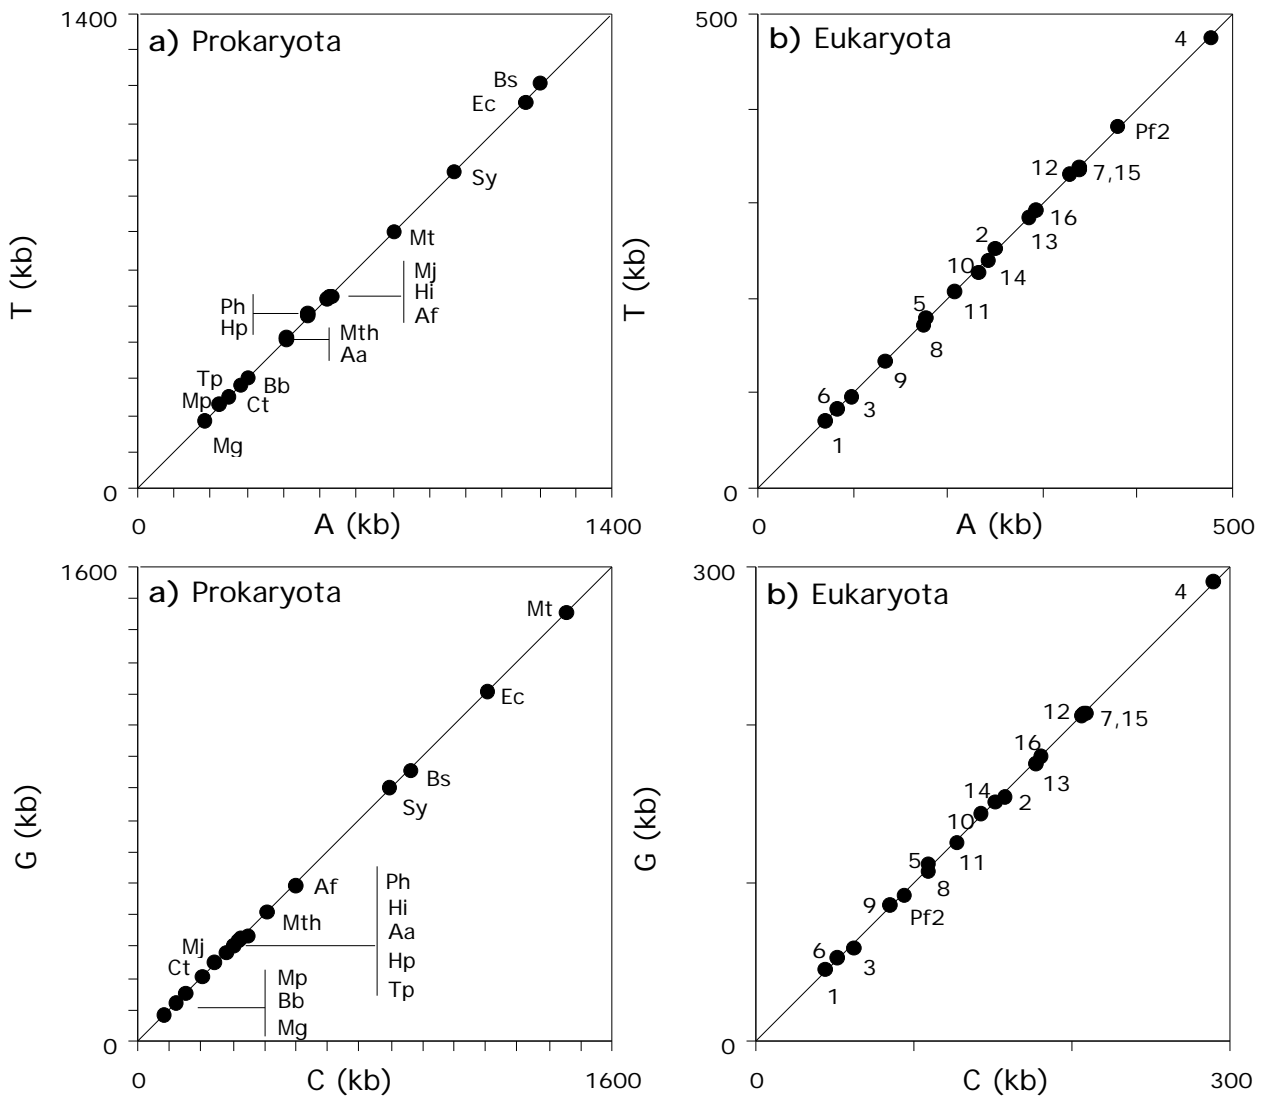 1400
a) Prokaryota
Bs
Ec
Sy
Mt
Mj
Hi
Af
Ph
Hp
Mth
Aa
Tp
Bb
Mp
Ct
Mg
T (kb)
0
0
A (kb)
1400
500
b) Eukaryota
4
Pf2
12
7,15
16
13
2
10
14
11
5
8
9
6
3
1
T (kb)
0
0
A (kb)
500
1600
a) Prokaryota
Mt
Ec
Bs
Sy
Af
Mth
Ph
Hi
Aa
Hp
Tp
Mj
Ct
Mp
Bb
Mg
G (kb)
0
0
C (kb)
1600
300
b) Eukaryota
4
12
7,15
16
13
14
2
10
11
5
8
9
Pf2
6
3
1
G (kb)
0
0
C (kb)
300